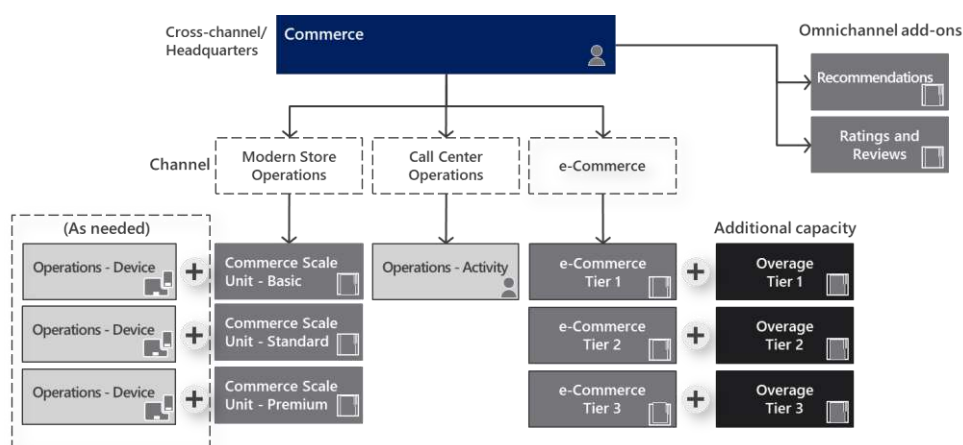 Cross-channel/
Headquarters
Commerce
Omnichannel add-ons
Recommendations
Ratings and
Reviews
Channel
Modern Store
Operations
Call Center
Operations
e-Commerce
(As needed)
Additional capacity
Operations - Device
+
Commerce Scale
Unit - Basic
Operations - Activity
e-Commerce
Tier 1
+
Overage
Tier 1
Operations - Device
+
Commerce Scale
Unit - Standard
e-Commerce
Tier 2
+
Overage
Tier 2
Operations - Device
+
Commerce Scale
Unit - Premium
e-Commerce
Tier 3
+
Overage
Tier 3